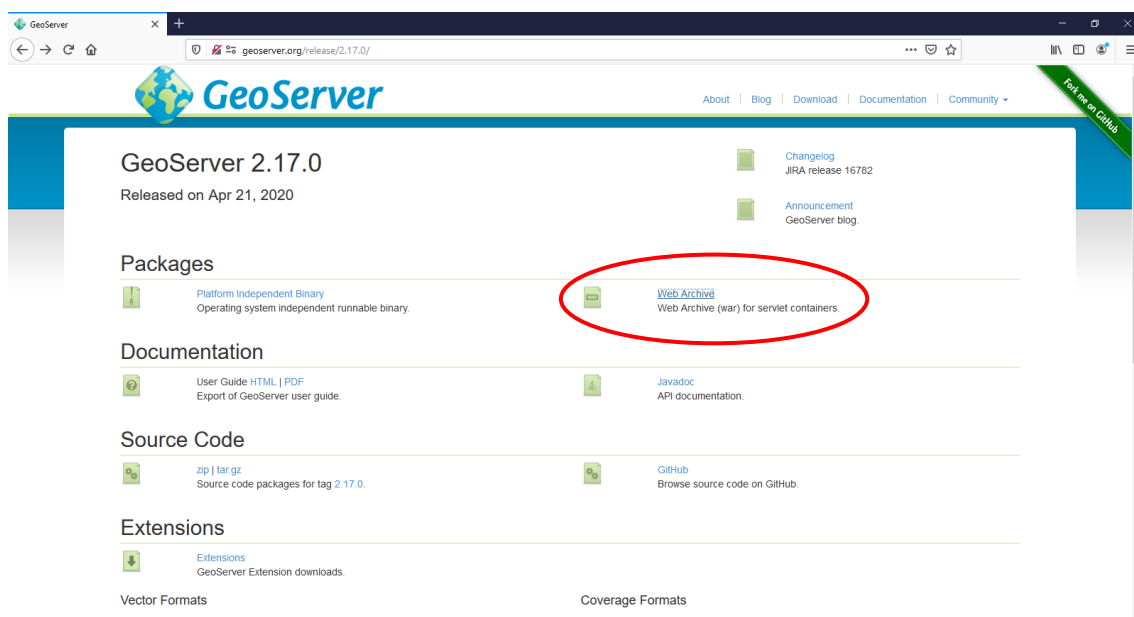 GeoServer
geoserver.org/release/2.17.0/
GeoServer
About | Blog | Download | Documentation | Community
Fork me on GitHub
GeoServer 2.17.0
Released on Apr 21, 2020
Changelog
JIRA release 16782
Announcement
GeoServer blog.
Packages
Platform Independent Binary
Operating system independent runnable binary.
Web Archive
Web Archive (war) for servlet containers.
Documentation
User Guide HTML | PDF
Export of GeoServer user guide.
Javadoc
API documentation.
Source Code
zip | tar.gz
Source code packages for tag 2.17.0.
GitHub
Browse source code on GitHub.
Extensions
Extensions
GeoServer Extension downloads.
Vector Formats
Coverage Formats